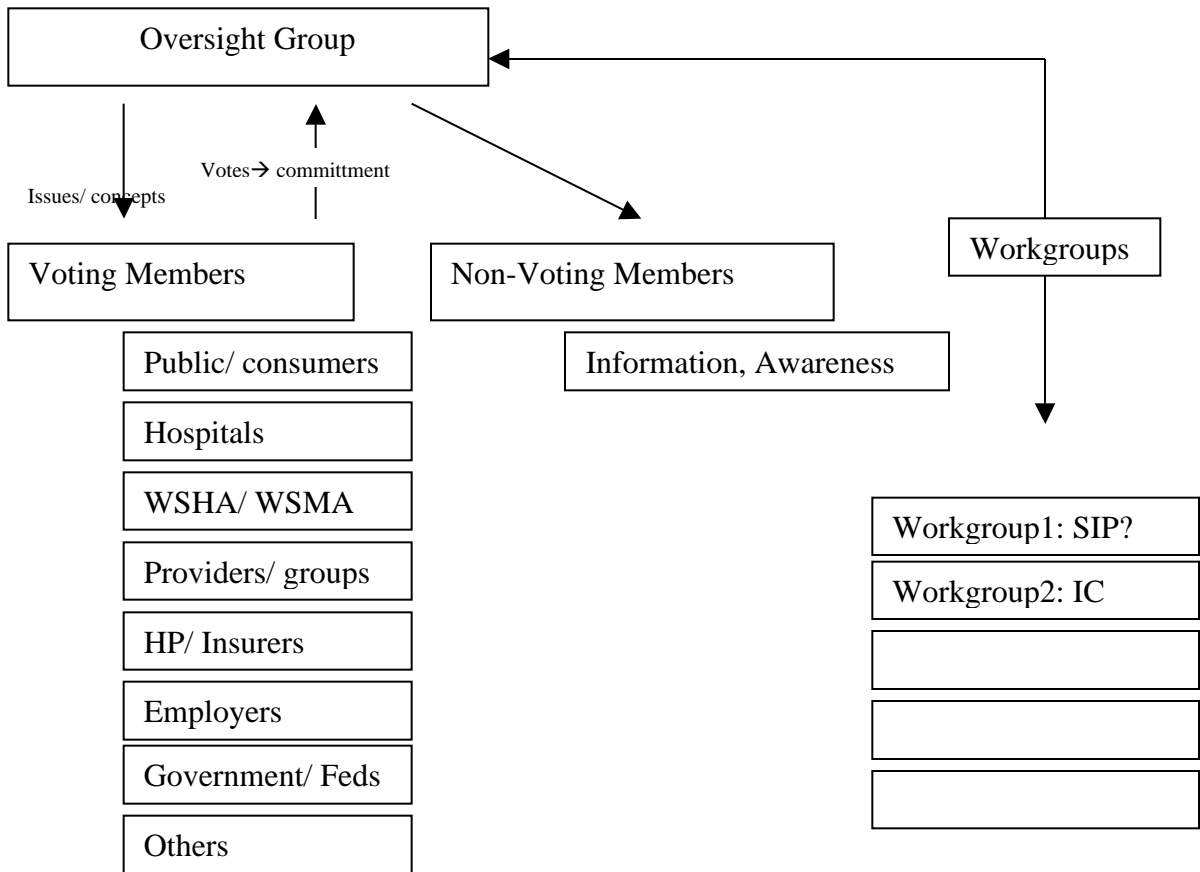 Oversight Group
Votes→ committment
Issues/ concepts
Workgroups
Voting Members
Non-Voting Members
Public/ consumers
Information, Awareness
Hospitals
WSHA/ WSMA
Workgroup1: SIP?
Providers/ groups
Workgroup2: IC
HP/ Insurers
Employers
Government/ Feds
Others